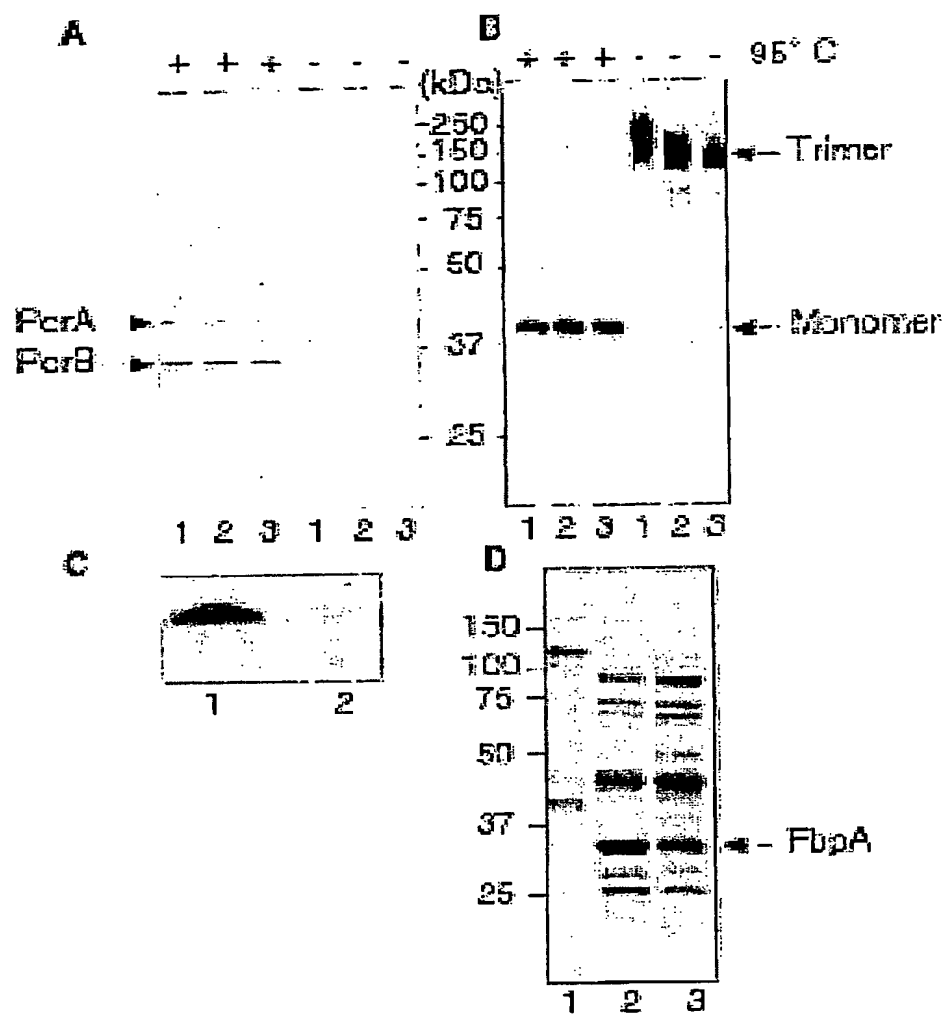 A
+ + + - - -
(kDa)
250
150
100
75
50
37
25
PorA
PorB
1 2 3 1 2 3
B
+ + + - - - 95° C
Trimer
Monomer
1 2 3 1 2 3
C
1 2
D
150
100
75
50
37
25
FbpA
1 2 3